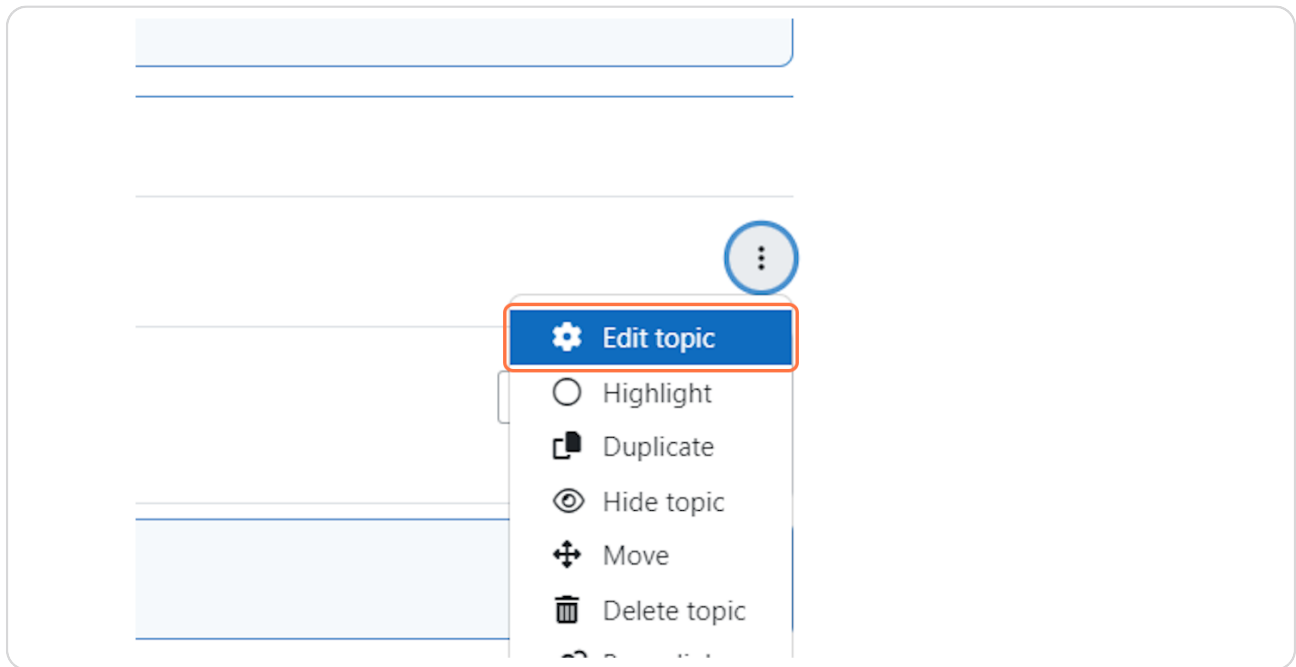 Edit topic
Highlight
Duplicate
Hide topic
Move
Delete topic